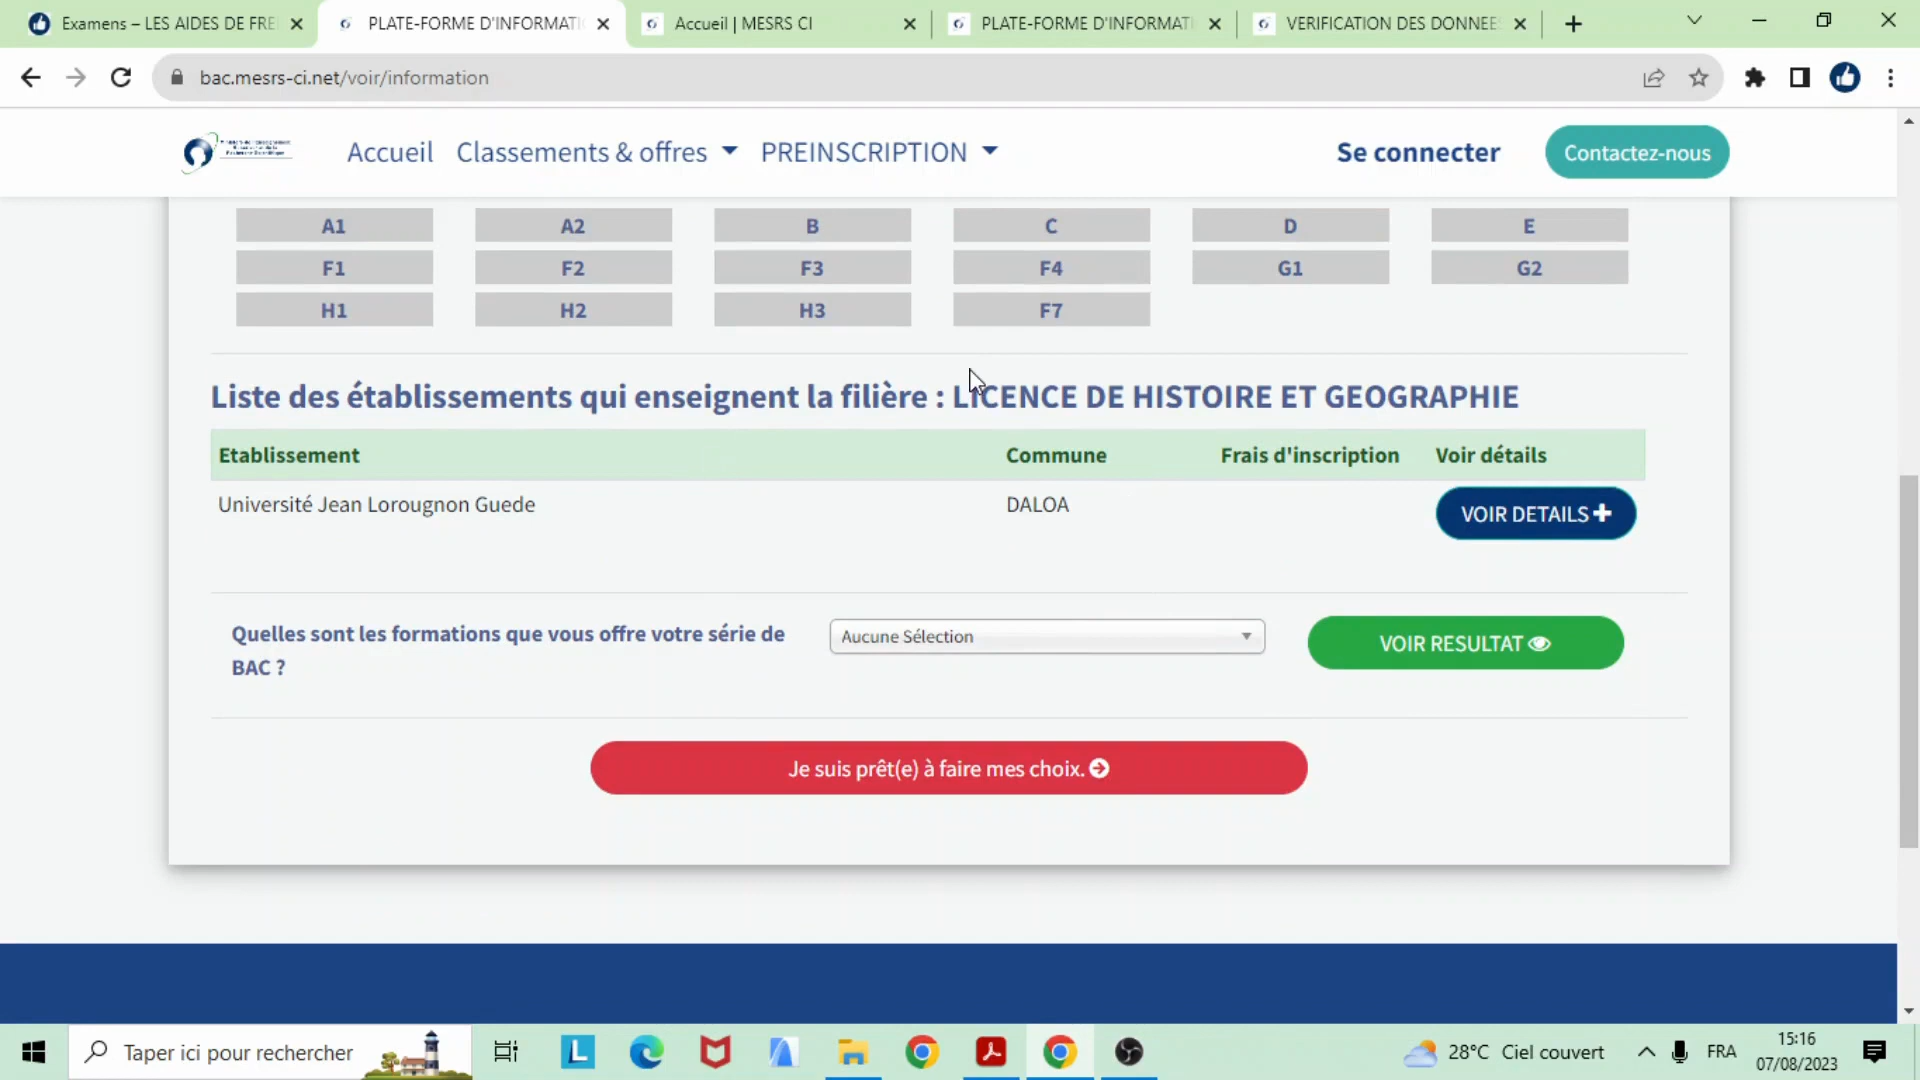 Examens – LES AIDES DE FRE
PLATE-FORME D'INFORMATI
Accueil | MESRS CI
PLATE-FORME D'INFORMATI
VERIFICATION DES DONNEES
bac.mesrs-ci.net/voir/information
Accueil
Classements & offres
PREINSCRIPTION
Se connecter
Contactez-nous
A1 A2 B C D E
F1 F2 F3 F4 G1 G2
H1 H2 H3 F7
Liste des établissements qui enseignent la filière : LICENCE DE HISTOIRE ET GEOGRAPHIE
Etablissement Commune Frais d'inscription Voir détails
Université Jean Lorougnon Guede DALOA VOIR DETAILS
Quelles sont les formations que vous offre votre série de
BAC ?
Aucune Sélection
VOIR RESULTAT
Je suis prêt(e) à faire mes choix.
Taper ici pour rechercher
L
28°C Ciel couvert
FRA
15:16
07/08/2023